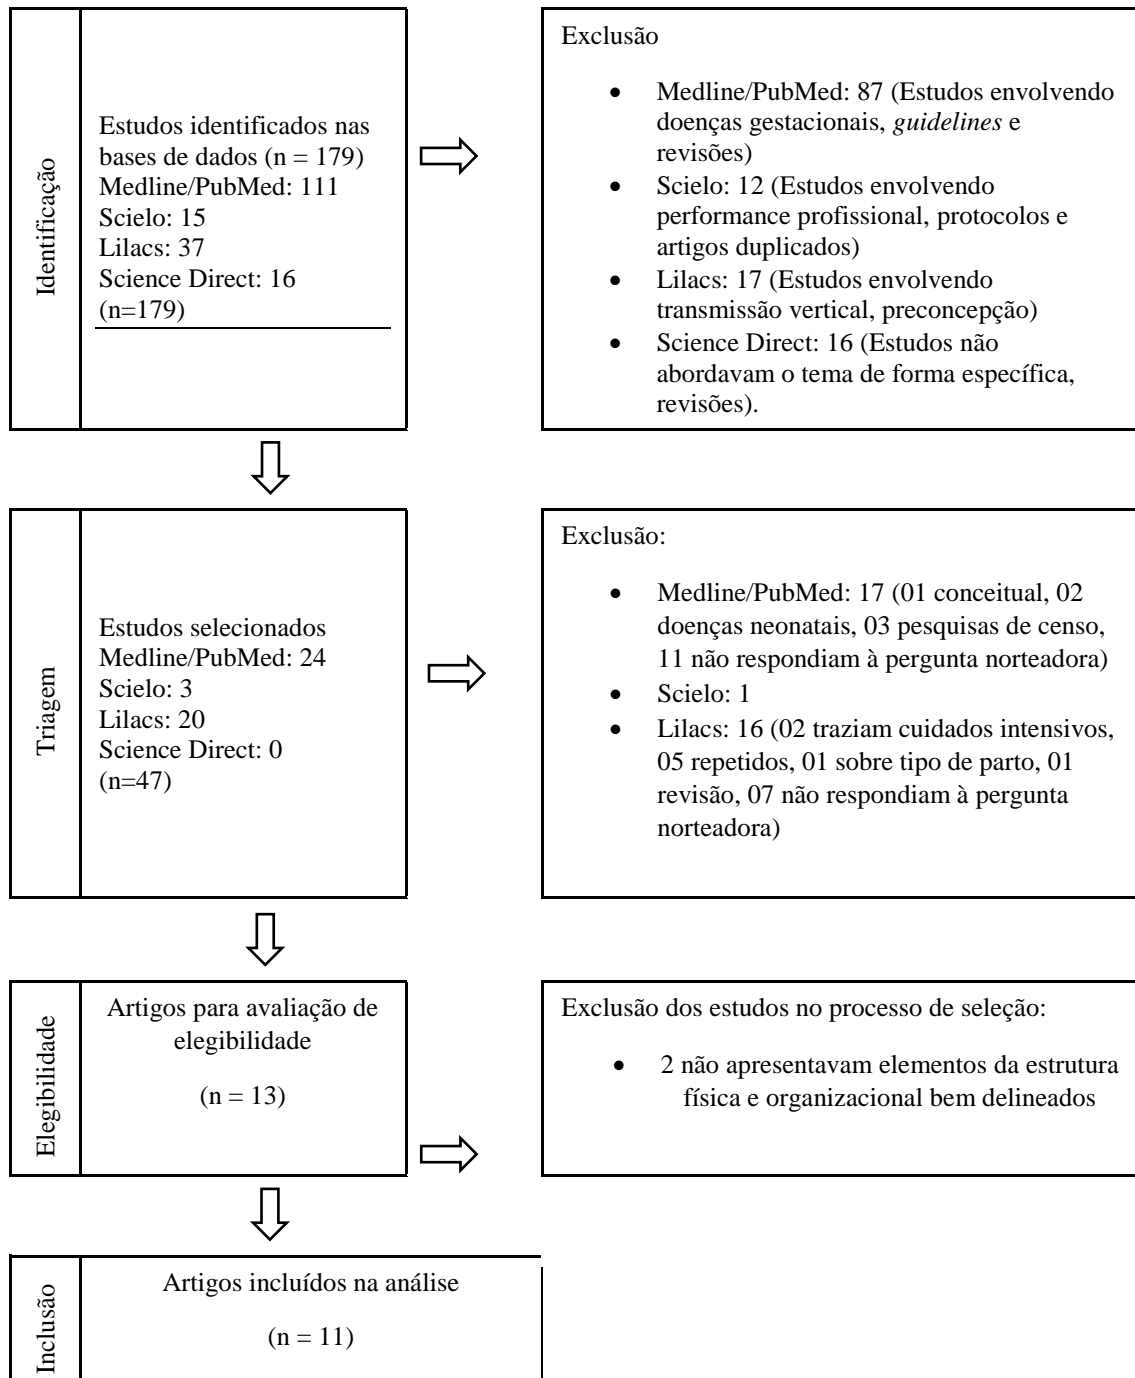 Identificação
Estudos identificados nas
bases de dados (n = 179)
Medline/PubMed: 111
Scielo: 15
Lilacs: 37
Science Direct: 16
(n=179)
Exclusão
• Medline/PubMed: 87 (Estudos envolvendo
doenças gestacionais, guidelines e
revisões)
• Scielo: 12 (Estudos envolvendo
performance profissional, protocolos e
artigos duplicados)
• Lilacs: 17 (Estudos envolvendo
transmissão vertical, preconcepção)
• Science Direct: 16 (Estudos não
abordavam o tema de forma específica,
revisões).
Triagem
Estudos selecionados
Medline/PubMed: 24
Scielo: 3
Lilacs: 20
Science Direct: 0
(n=47)
Exclusão:
• Medline/PubMed: 17 (01 conceitual, 02
doenças neonatais, 03 pesquisas de censo,
11 não respondiam à pergunta norteadora)
• Scielo: 1
• Lilacs: 16 (02 traziam cuidados intensivos,
05 repetidos, 01 sobre tipo de parto, 01
revisão, 07 não respondiam à pergunta
norteadora)
Elegibilidade
Artigos para avaliação de
elegibilidade
(n = 13)
Exclusão dos estudos no processo de seleção:
• 2 não apresentavam elementos da estrutura
física e organizacional bem delineados
Inclusão
Artigos incluídos na análise
(n = 11)